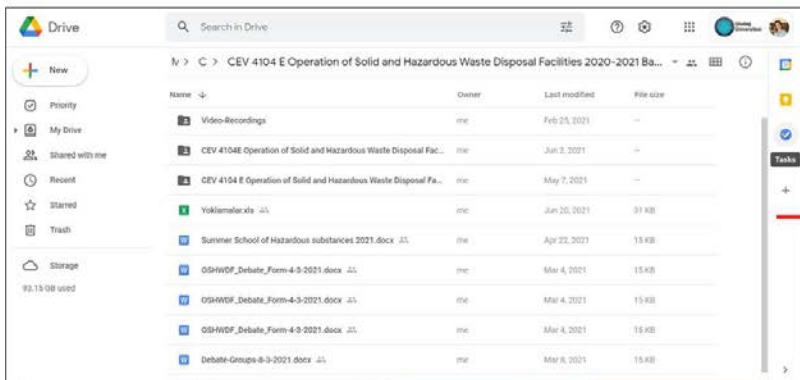 Drive
Search in Drive
New
Priority
My Drive
Shared with me
Recent
Starred
Trash
Storage
93.15 GB used
> C > CEV 4104 E Operation of Solid and Hazardous Waste Disposal Facilities 2020-2021 Ba...
Name Owner Last modified File size
Video-Recordings me Feb 25, 2021 –
CEV 4104E Operation of Solid and Hazardous Waste Disposal Fac... me Jun 2, 2021 –
CEV 4104 E Operation of Solid and Hazardous Waste Disposal Fa... me May 7, 2021 –
Yoklamalar.xls me Jun 20, 2021 31 KB
Summer School of Hazardous substances 2021.docx me Apr 22, 2021 15 KB
OSHWDF_Debate_Form-4-3-2021.docx me Mar 4, 2021 15 KB
OSHWDF_Debate_Form-4-3-2021.docx me Mar 4, 2021 15 KB
OSHWDF_Debate_Form-4-3-2021.docx me Mar 4, 2021 15 KB
Debate-Groups-8-3-2021.docx me Mar 8, 2021 15 KB
Tasks